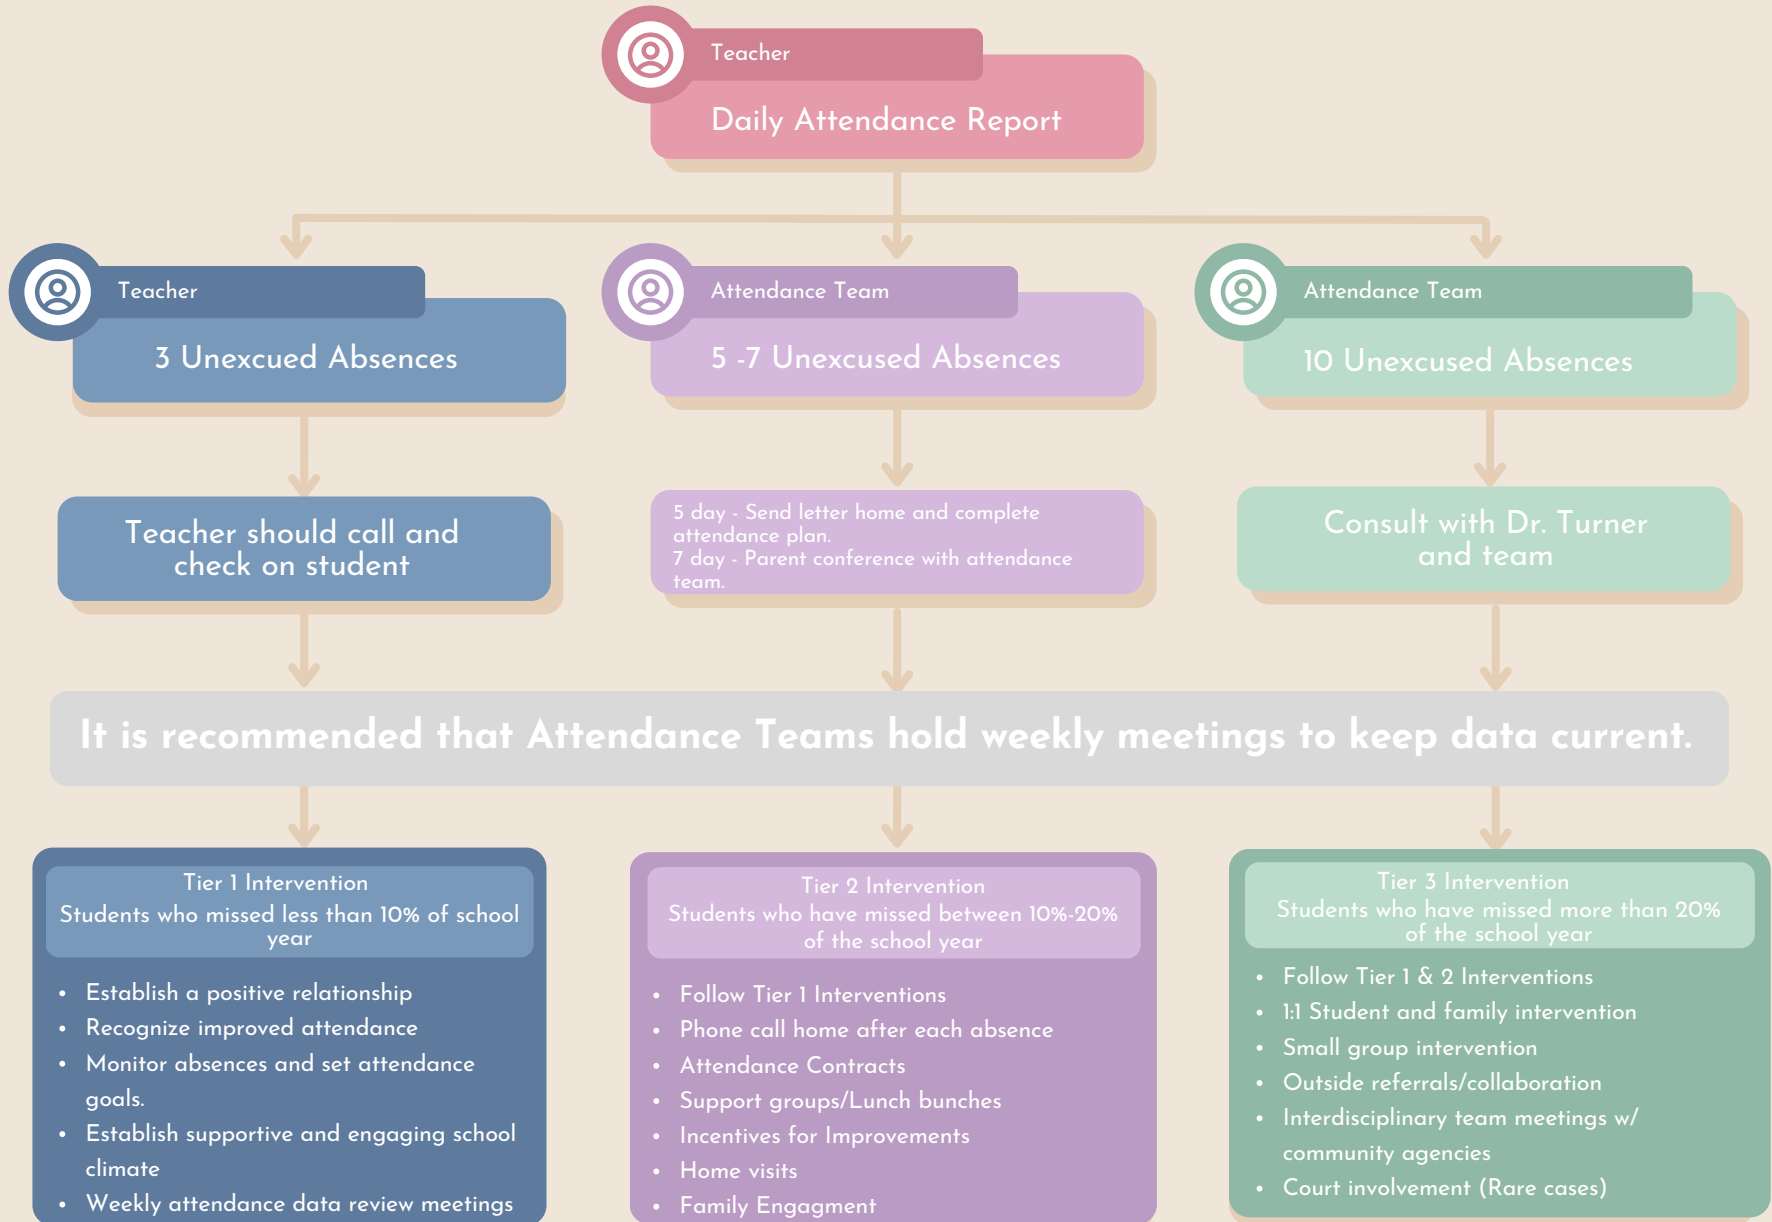 Teacher
Daily Attendance Report
Teacher
3 Unexcued Absences
Attendance Team
5 -7 Unexcused Absences
Attendance Team
10 Unexcused Absences
Teacher should call and
check on student
5 day - Send letter home and complete
attendance plan.
7 day - Parent conference with attendance
team.
Consult with Dr. Turner
and team
It is recommended that Attendance Teams hold weekly meetings to keep data current.
Tier 1 Intervention
Students who missed less than 10% of school
year
• Establish a positive relationship
• Recognize improved attendance
• Monitor absences and set attendance
goals.
• Establish supportive and engaging school
climate
• Weekly attendance data review meetings
Tier 2 Intervention
Students who have missed between 10%-20%
of the school year
• Follow Tier 1 Interventions
• Phone call home after each absence
• Attendance Contracts
• Support groups/Lunch bunches
• Incentives for Improvements
• Home visits
• Family Engagment
Tier 3 Intervention
Students who have missed more than 20%
of the school year
• Follow Tier 1 & 2 Interventions
• 1:1 Student and family intervention
• Small group intervention
• Outside referrals/collaboration
• Interdisciplinary team meetings w/
community agencies
• Court involvement (Rare cases)